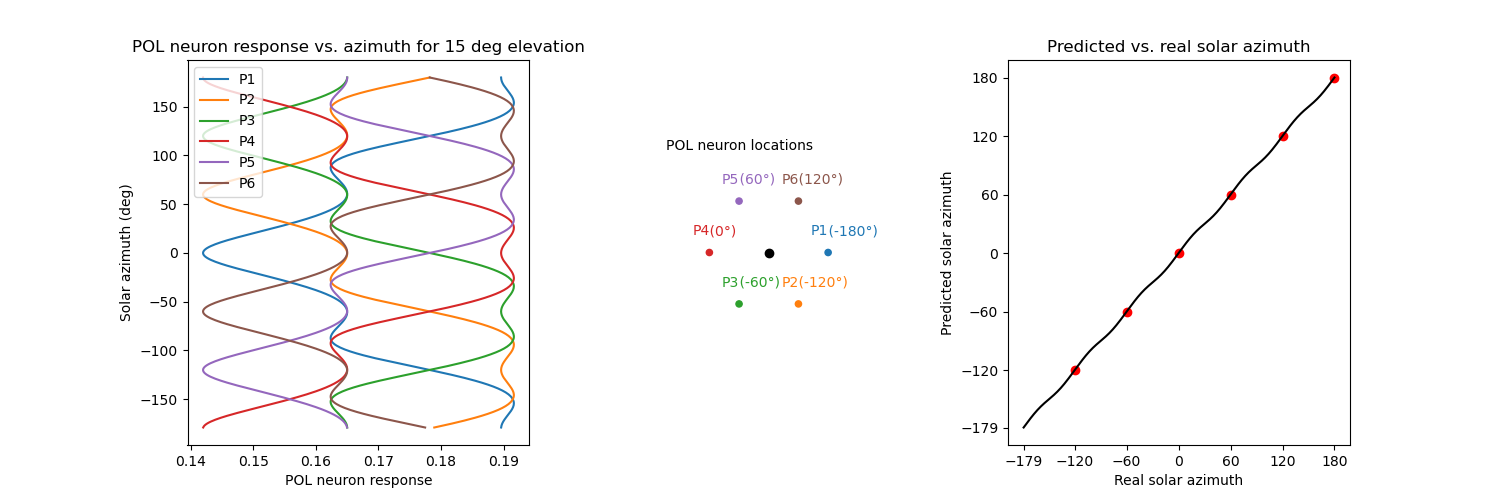 POL neuron response vs. azimuth for 15 deg elevation
P1
P2
P3
P4
P5
P6
150
100
50
0
−50
−100
−150
Solar azimuth (deg)
0.14 0.15 0.16 0.17 0.18 0.19
POL neuron response
POL neuron locations
P5(60°) P6(120°)
P4(0°) P1(-180°)
P3(-60°) P2(-120°)
Predicted vs. real solar azimuth
180
120
60
0
−60
−120
−179
Predicted solar azimuth
−179 −120 −60 0 60 120 180
Real solar azimuth